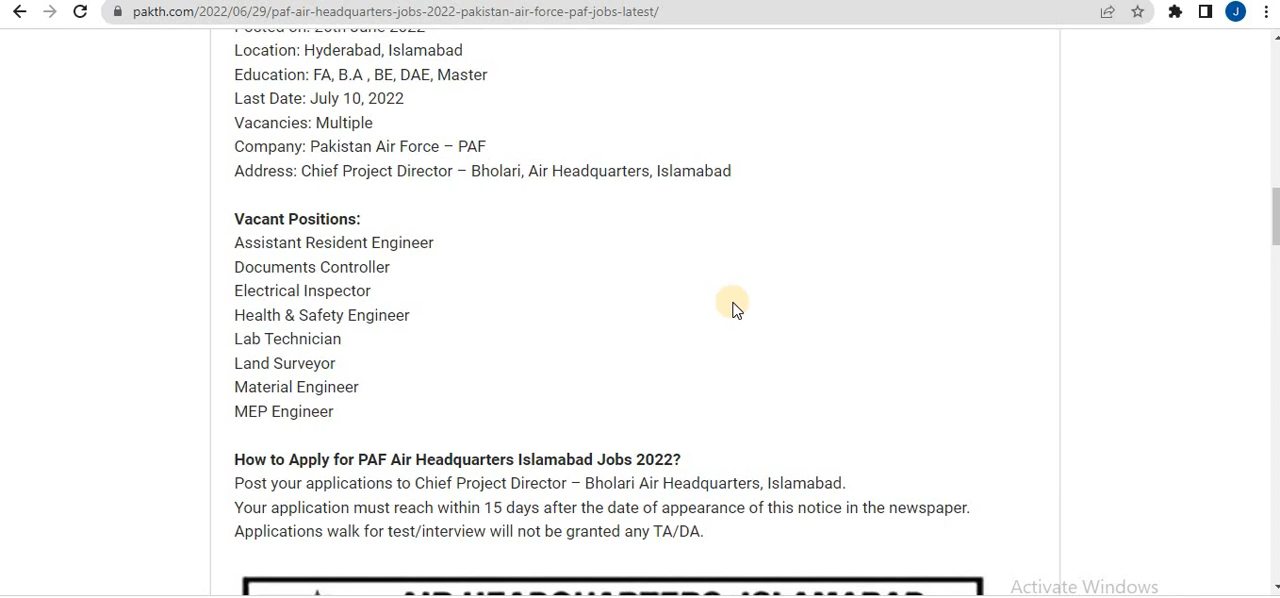 pakth.com/2022/06/29/paf-air-headquarters-jobs-2022-pakistan-air-force-paf-jobs-latest/
J
Location: Hyderabad, Islamabad
Education: FA, B.A , BE, DAE, Master
Last Date: July 10, 2022
Vacancies: Multiple
Company: Pakistan Air Force – PAF
Address: Chief Project Director – Bholari, Air Headquarters, Islamabad
Vacant Positions:
Assistant Resident Engineer
Documents Controller
Electrical Inspector
Health & Safety Engineer
Lab Technician
Land Surveyor
Material Engineer
MEP Engineer
How to Apply for PAF Air Headquarters Islamabad Jobs 2022?
Post your applications to Chief Project Director – Bholari Air Headquarters, Islamabad.
Your application must reach within 15 days after the date of appearance of this notice in the newspaper.
Applications walk for test/interview will not be granted any TA/DA.
AIR HEADQUARTERS, ISLAMABAD
Activate Windows